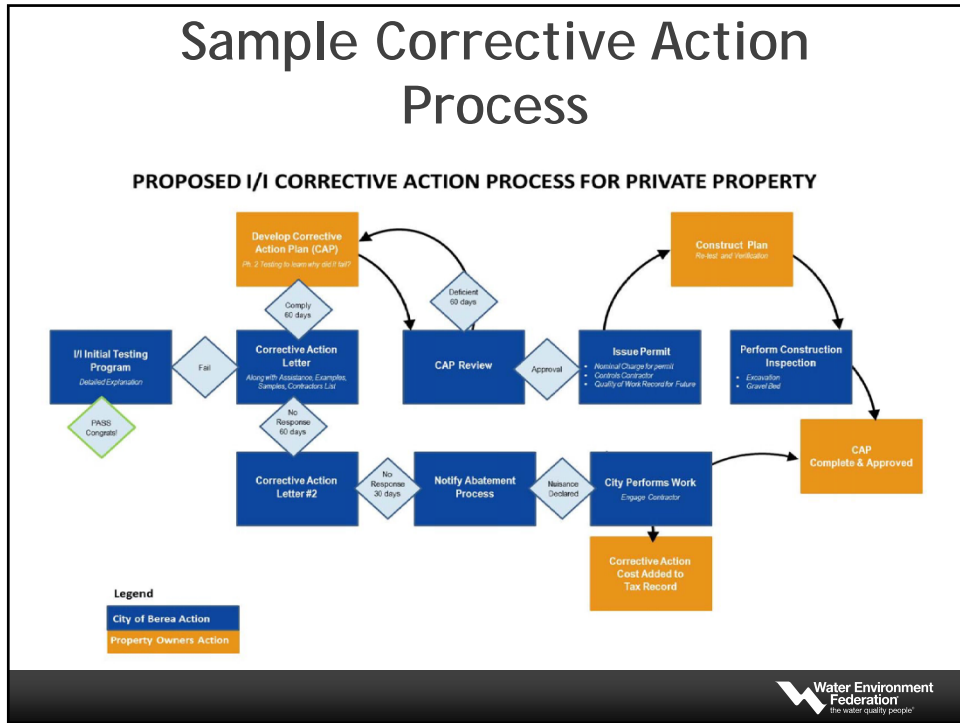 Sample Corrective Action
Process
PROPOSED I/I CORRECTIVE ACTION PROCESS FOR PRIVATE PROPERTY
Develop Corrective
Action Plan (CAP)
Ph. 2 Testing to learn why did it fail?
Construct Plan
Re-test and Verification
Comply
60 days
Deficient
60 days
I/I Initial Testing
Program
Detailed Explanation
Fail
Corrective Action
Letter
Along with Assistance, Examples,
Samples, Contractors List
CAP Review
Approval
Issue Permit
• Nominal Charge for permit
• Controls Contractor
• Quality of Work Record for Future
Perform Construction
Inspection
• Excavation
• Gravel Bed
PASS
Congrats!
No
Response
60 days
CAP
Complete & Approved
Corrective Action
Letter #2
No
Response
30 days
Notify Abatement
Process
Nuisance
Declared
City Performs Work
Engage Contractor
Corrective Action
Cost Added to
Tax Record
Legend
City of Berea Action
Property Owners Action
Water Environment
Federation
the water quality people®